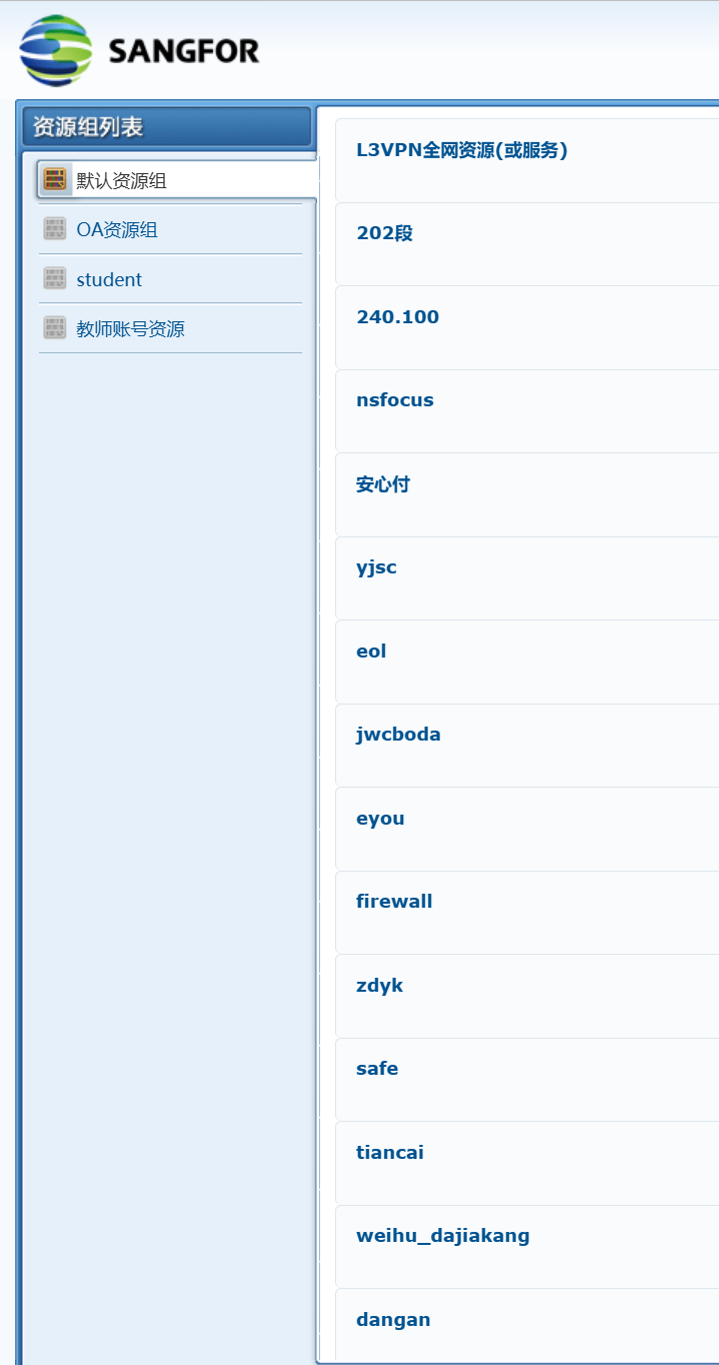 SANGFOR
资源组列表
默认资源组
OA资源组
student
教师账号资源
L3VPN全网资源(或服务)
202段
240.100
nsfocus
安心付
yjsc
eol
jwcboda
eyou
firewall
zdyk
safe
tiancai
weihu_dajiakang
dangan